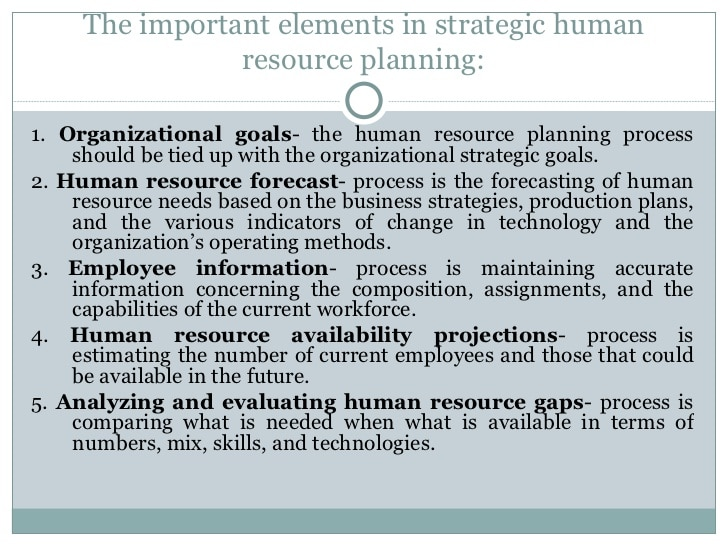 The important elements in strategic human
resource planning:
1. Organizational goals- the human resource planning process
should be tied up with the organizational strategic goals.
2. Human resource forecast- process is the forecasting of human
resource needs based on the business strategies, production plans,
and the various indicators of change in technology and the
organization’s operating methods.
3. Employee information- process is maintaining accurate
information concerning the composition, assignments, and the
capabilities of the current workforce.
4. Human resource availability projections- process is
estimating the number of current employees and those that could
be available in the future.
5. Analyzing and evaluating human resource gaps- process is
comparing what is needed when what is available in terms of
numbers, mix, skills, and technologies.